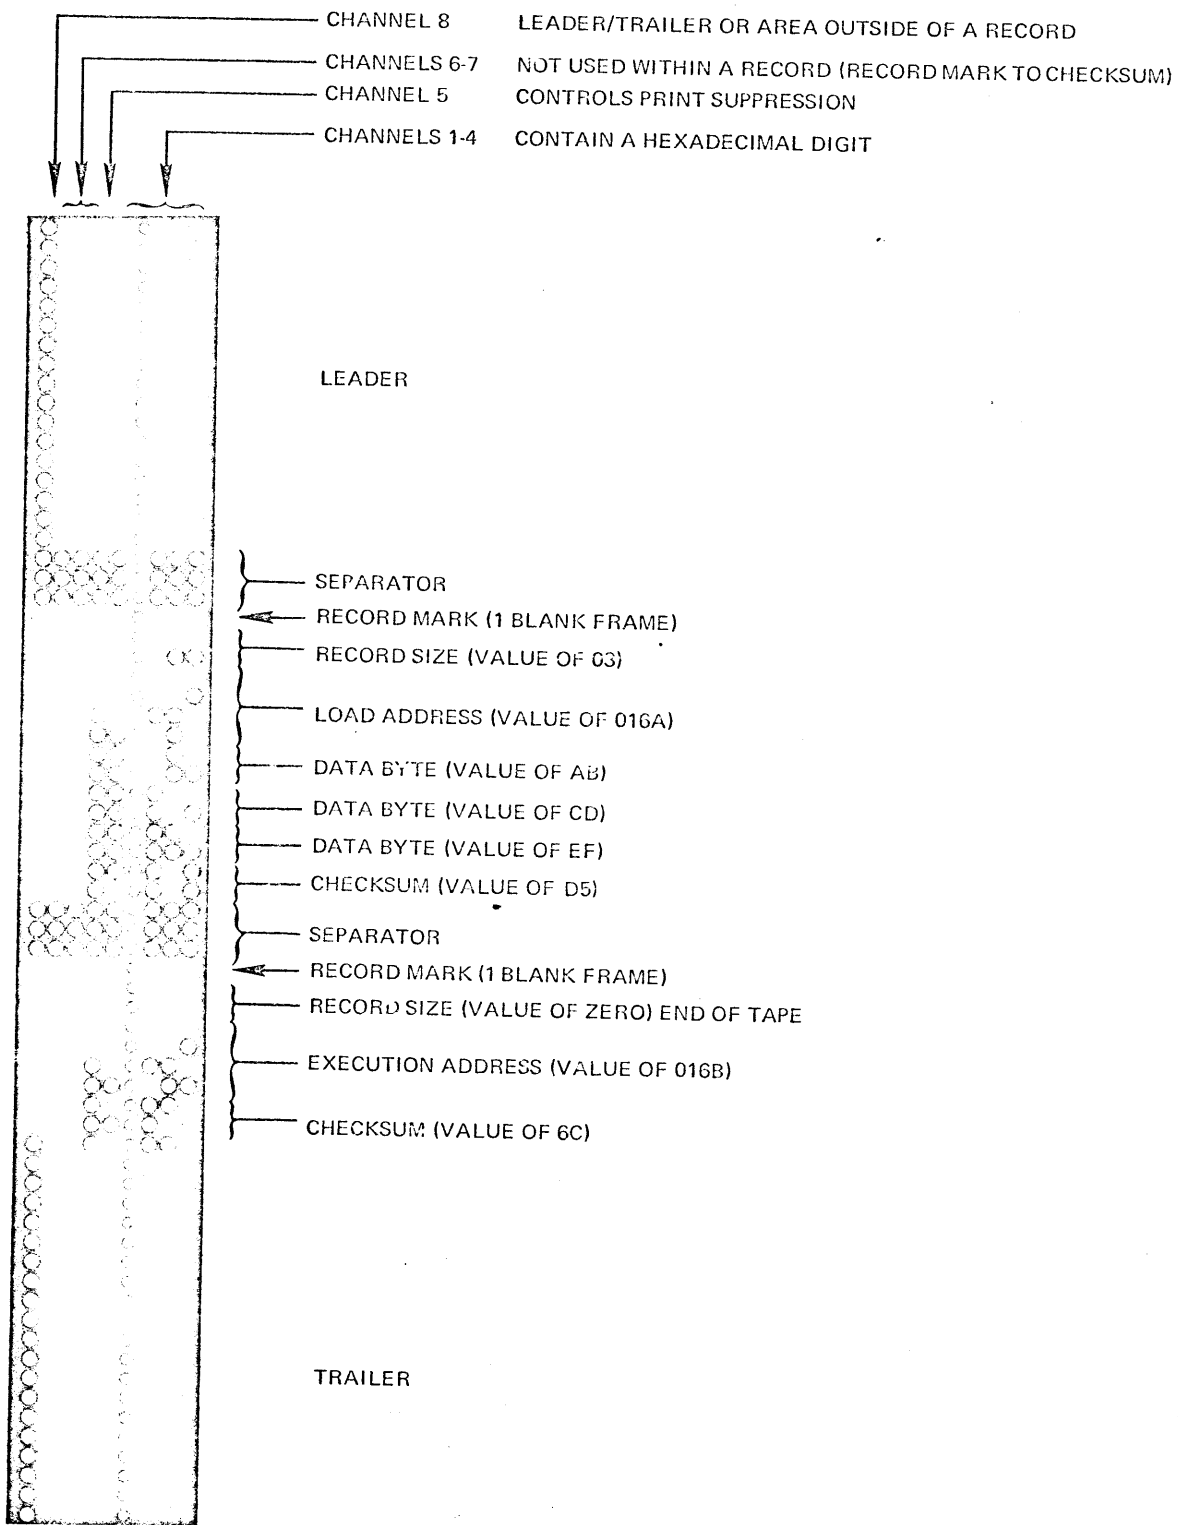 CHANNEL 8 LEADER/TRAILER OR AREA OUTSIDE OF A RECORD
CHANNELS 6-7 NOT USED WITHIN A RECORD (RECORD MARK TO CHECKSUM)
CHANNEL 5 CONTROLS PRINT SUPPRESSION
CHANNELS 1-4 CONTAIN A HEXADECIMAL DIGIT
LEADER
SEPARATOR
RECORD MARK (1 BLANK FRAME)
RECORD SIZE (VALUE OF 03)
LOAD ADDRESS (VALUE OF 016A)
DATA BYTE (VALUE OF AB)
DATA BYTE (VALUE OF CD)
DATA BYTE (VALUE OF EF)
CHECKSUM (VALUE OF D5)
SEPARATOR
RECORD MARK (1 BLANK FRAME)
RECORD SIZE (VALUE OF ZERO) END OF TAPE
EXECUTION ADDRESS (VALUE OF 016B)
CHECKSUM (VALUE OF 6C)
TRAILER